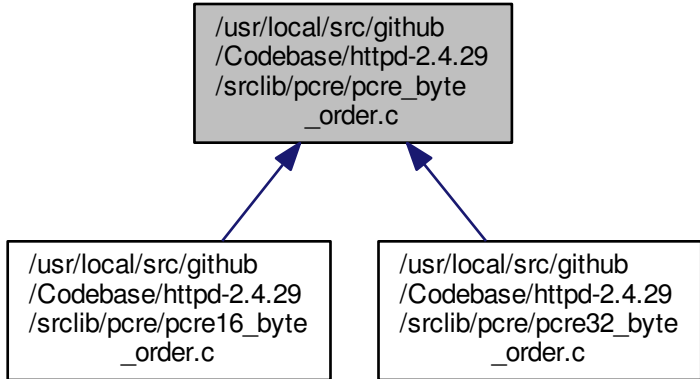 /usr/local/src/github
/Codebase/httpd-2.4.29
/srclib/pcre/pcre_byte
_order.c
/usr/local/src/github
/Codebase/httpd-2.4.29
/srclib/pcre/pcre16_byte
_order.c
/usr/local/src/github
/Codebase/httpd-2.4.29
/srclib/pcre/pcre32_byte
_order.c